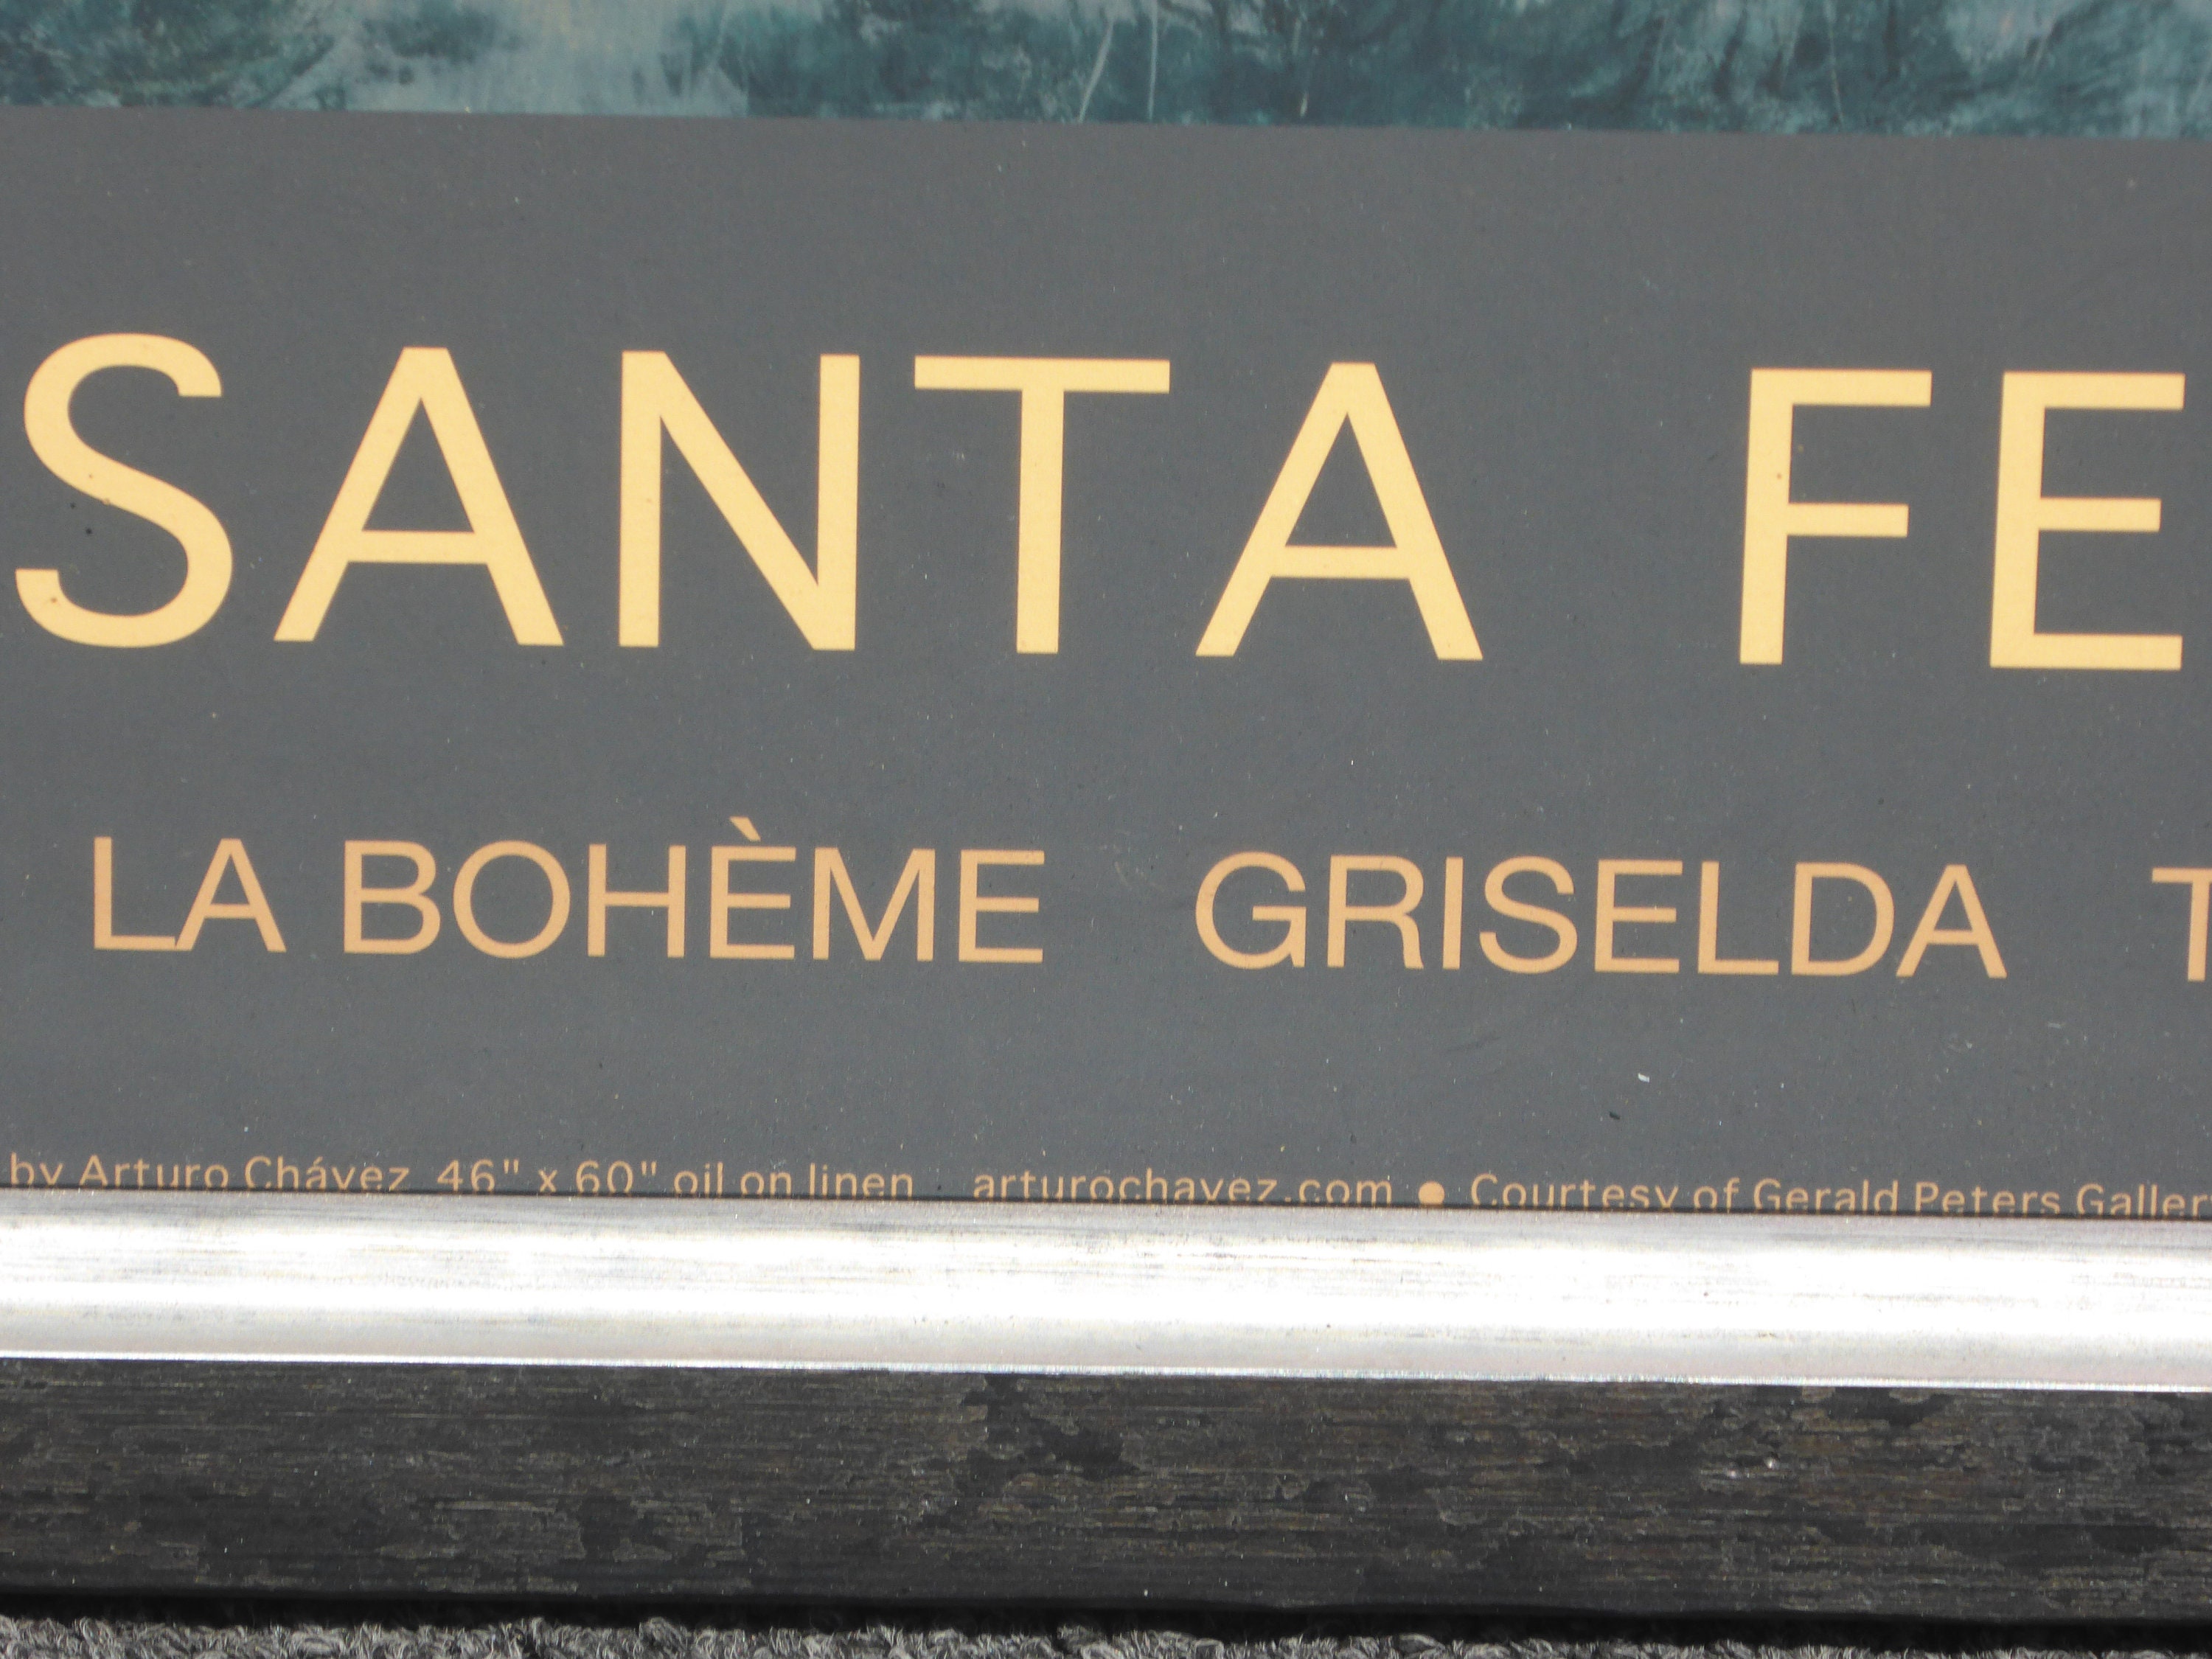 SANTA FE
LA BOHÈME GRISELDA
by Arturo Chávez 46" x 60" oil on linen arturochavez.com • Courtesy of Gerald Peters